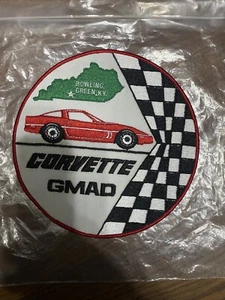 BOWLING
GREEN, KY.
CORVETTE
GMAD